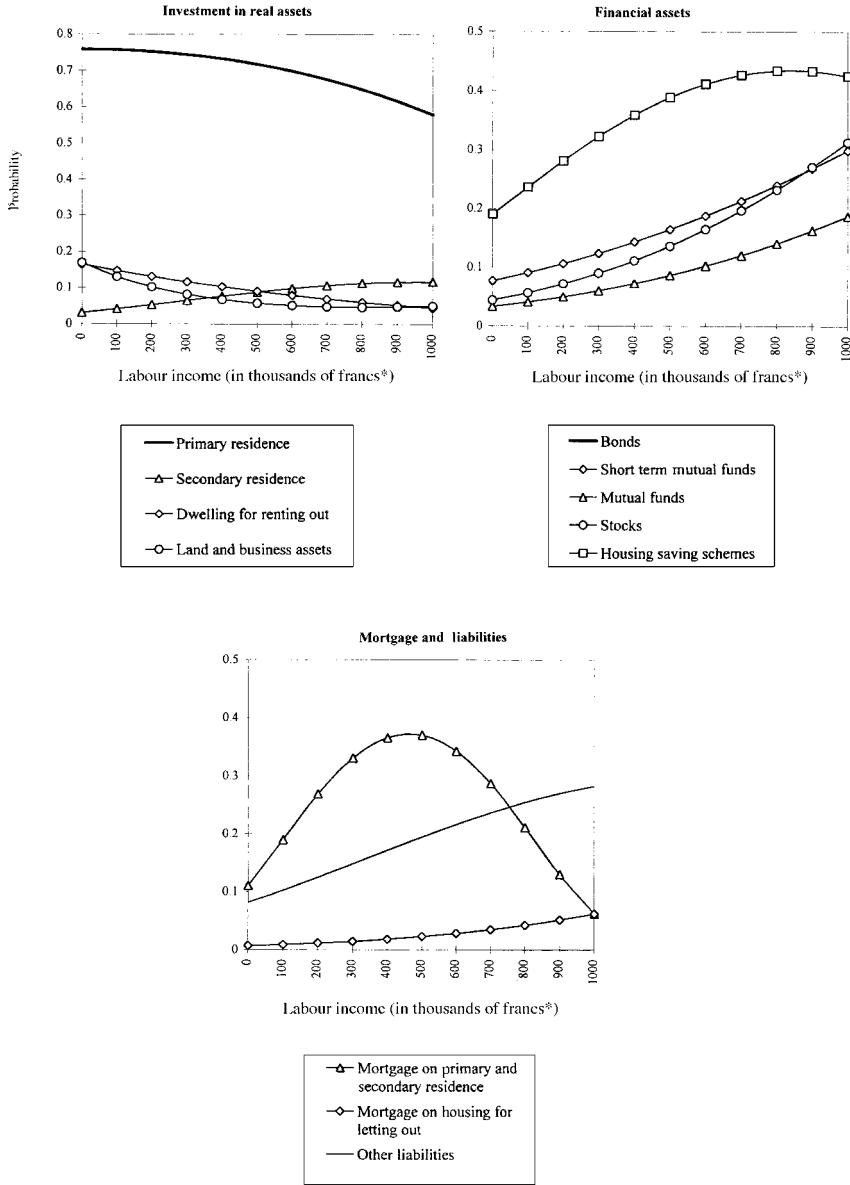 Investment in real assets
Probability
0.8
0.7
0.6
0.5
0.4
0.3
0.2
0.1
0
0 100 200 300 400 500 600 700 800 900 1000
Labour income (in thousands of francs*)
Primary residence
Secondary residence
Dwelling for renting out
Land and business assets
Financial assets
0.5
0.4
0.3
0.2
0.1
0
0 100 200 300 400 500 600 700 800 900 1000
Labour income (in thousands of francs*)
Bonds
Short term mutual funds
Mutual funds
Stocks
Housing saving schemes
Mortgage and liabilities
0.5
0.4
0.3
0.2
0.1
0
0 100 200 300 400 500 600 700 800 900 1000
Labour income (in thousands of francs*)
Mortgage on primary and
secondary residence
Mortgage on housing for
letting out
Other liabilities